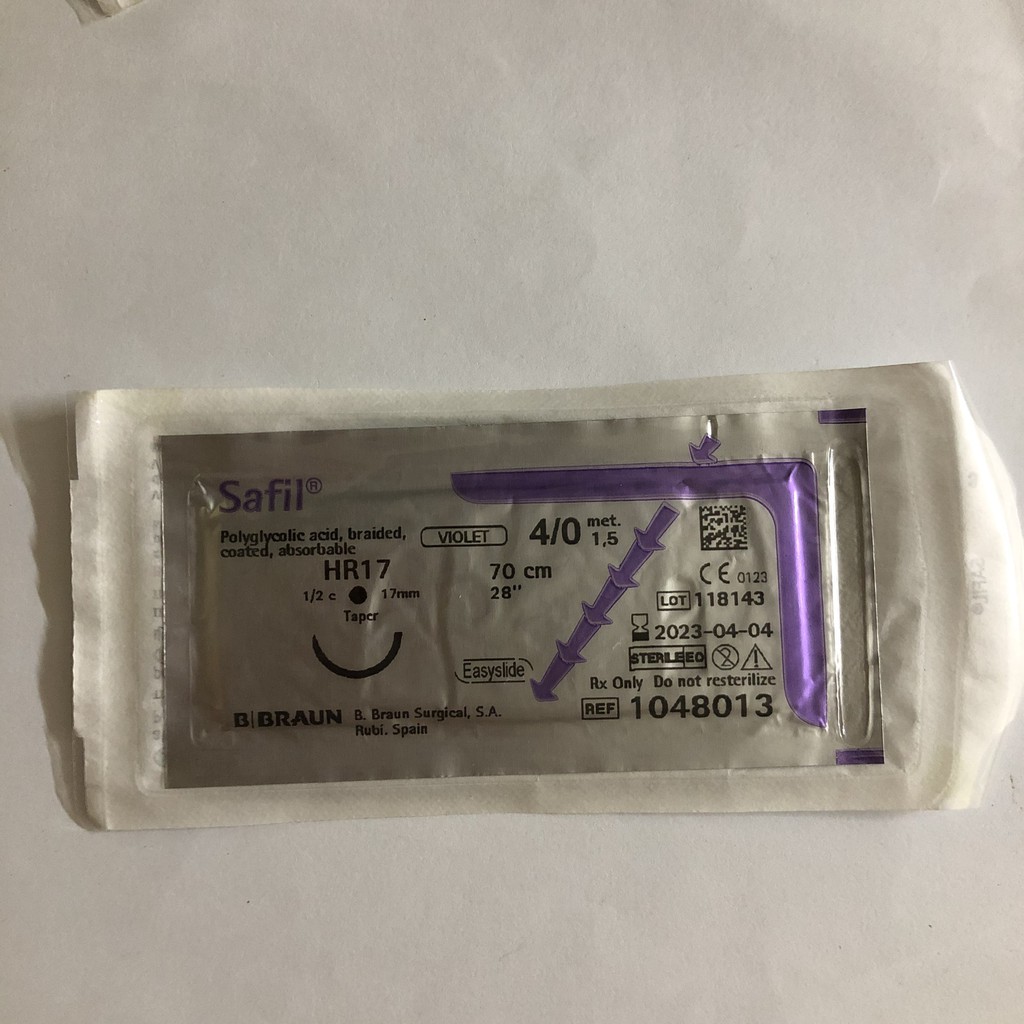 Safil®
Polyglycolic acid, braided,
coated, absorbable
VIOLET
4/0 met.
1,5
HR17
1/2 c 17mm
Taper
70 cm
28"
Easyslide
CE 0123
LOT 118143
2023-04-04
STERILE EO
Rx Only Do not resterilize
REF 1048013
B|BRAUN B. Braun Surgical, S.A.
Rubi. Spain